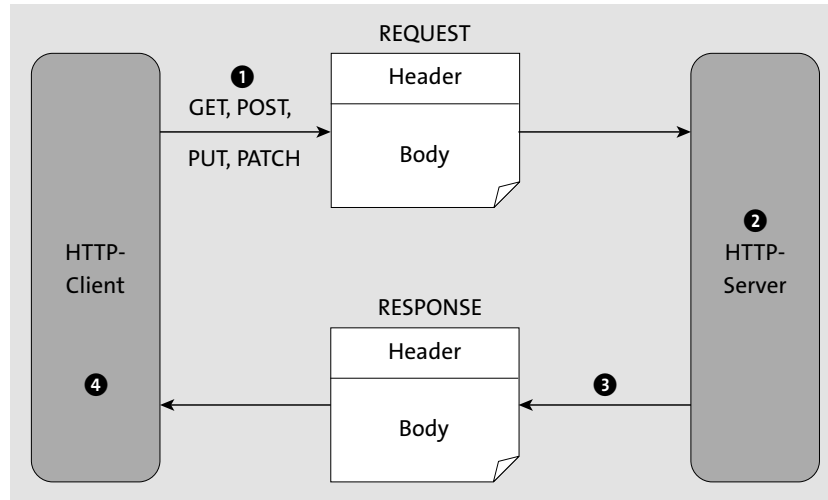 REQUEST
❶
GET, POST,
PUT, PATCH
Header
Body
HTTP-
Client
❷
HTTP-
Server
RESPONSE
Header
Body
❸
❹